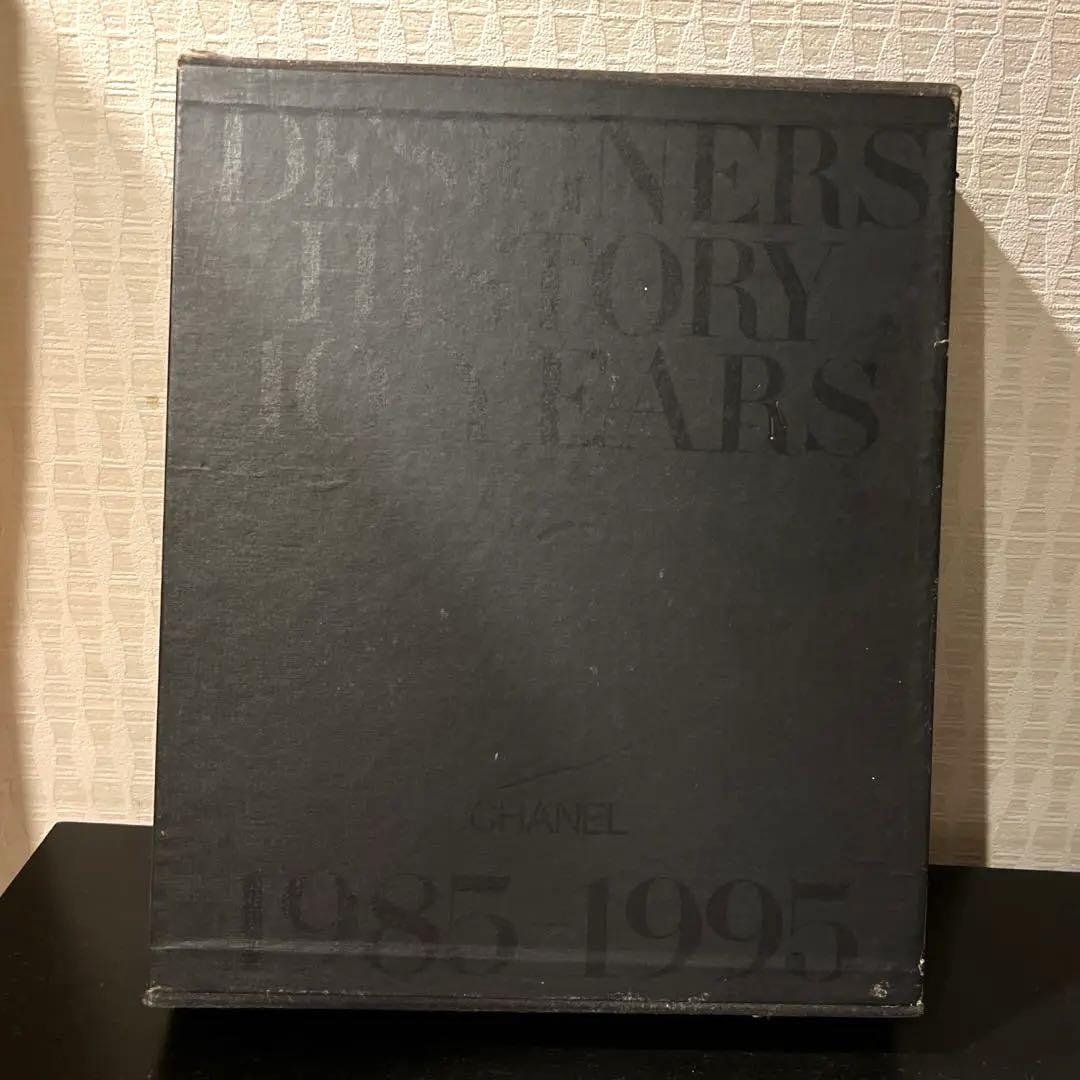 DESIGNERS
HISTORY
10 YEARS
CHANEL
1985-1995